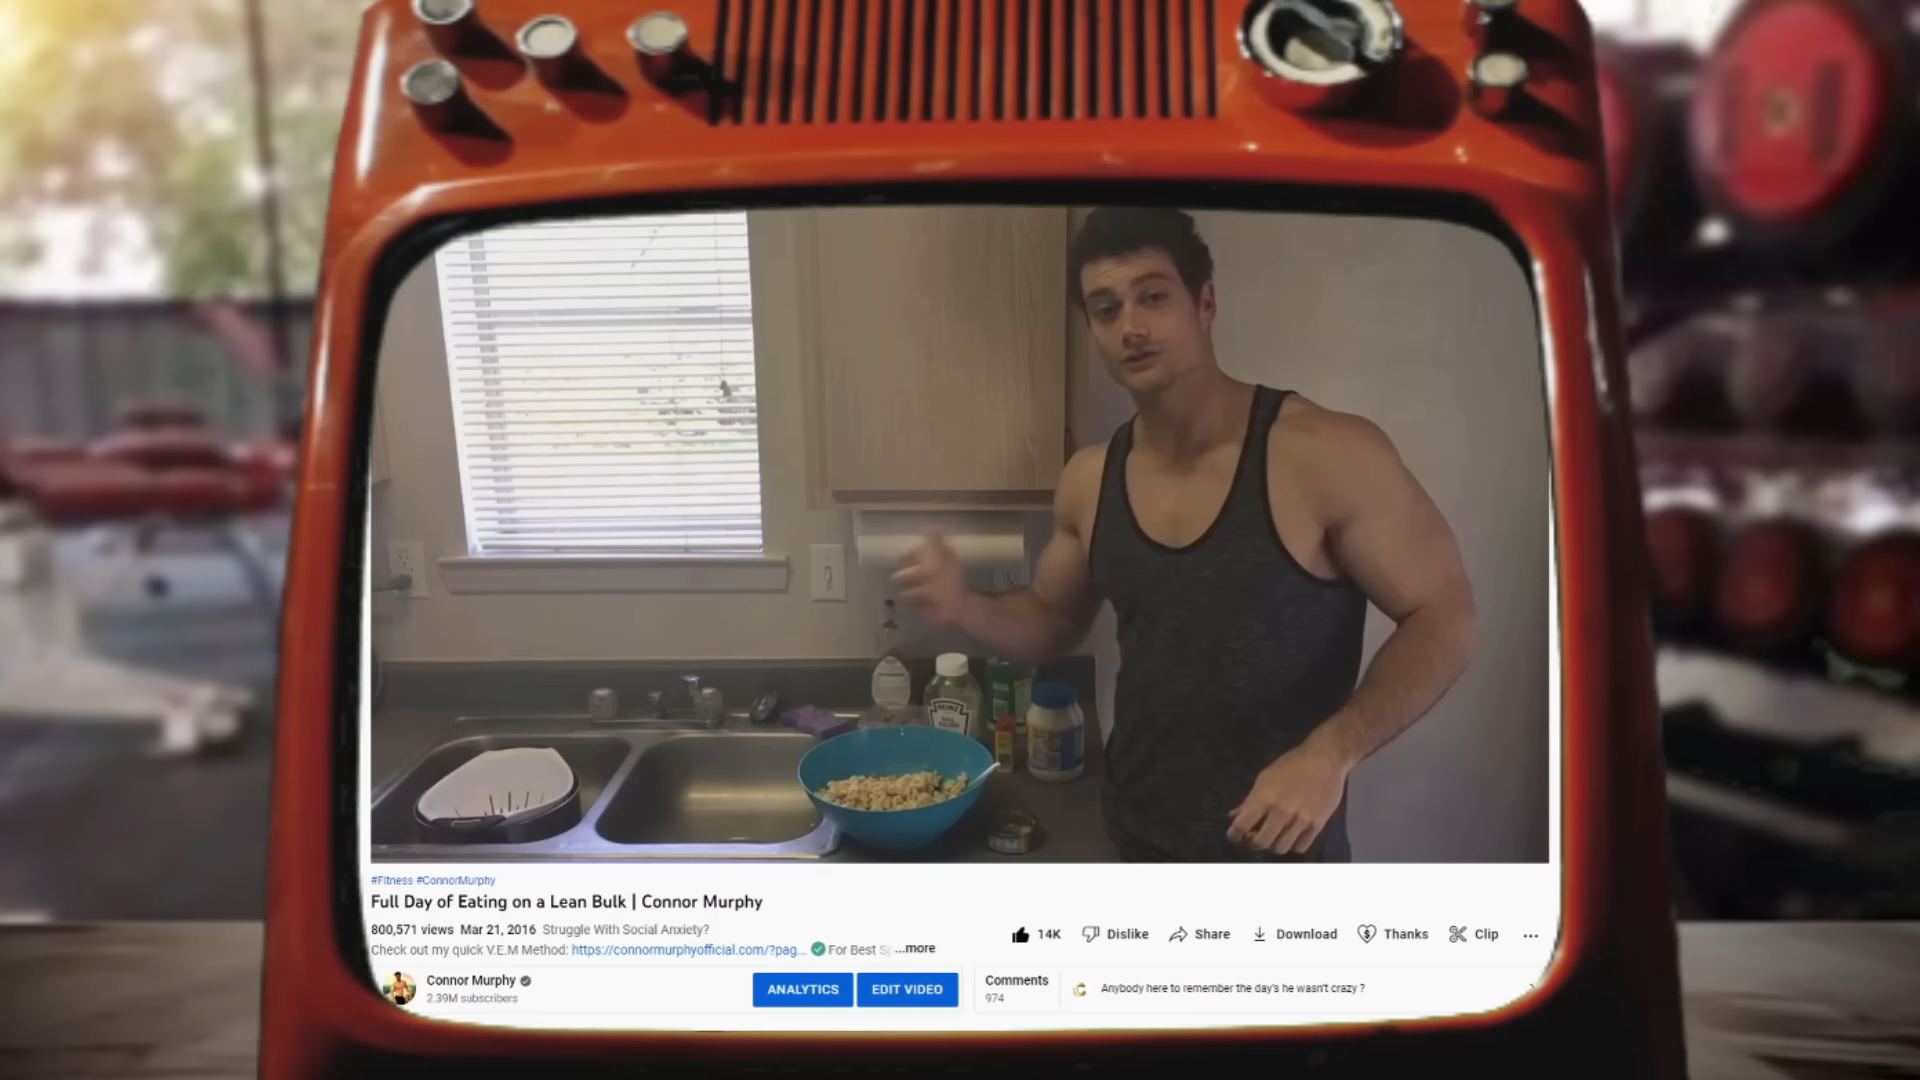 HEINZ
#Fitness #ConnorMurphy
Full Day of Eating on a Lean Bulk | Connor Murphy
800,571 views Mar 21, 2016 Struggle With Social Anxiety?
Check out my quick V.E.M Method: https://connormurphyofficial.com/?pag... For Best S ...more
14K Dislike Share Download Thanks Clip ...
Connor Murphy
2.39M subscribers
ANALYTICS EDIT VIDEO
Comments
974
Anybody here to remember the day's he wasn't crazy ?